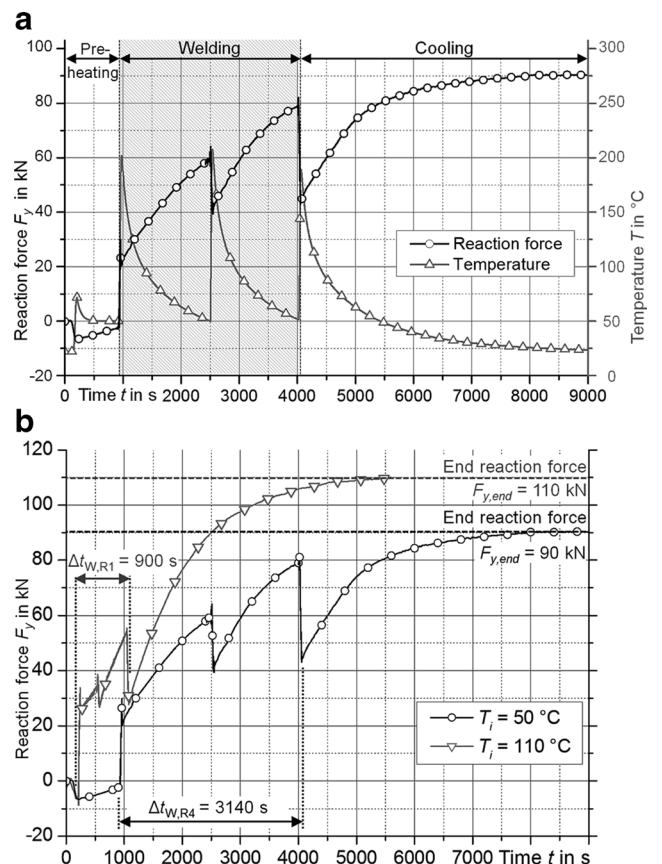 a
Pre-
heating
Welding
Cooling
100
80
60
40
20
0
-20
Reaction force Fy in kN
300
250
200
150
100
50
0
Temperature T in °C
Reaction force
Temperature
0 Time t in s 2000 3000 4000 5000 6000 7000 8000 9000
b
120
100
80
60
40
20
0
-20
Reaction force Fy in kN
End reaction force
Fy,end = 110 kN
End reaction force
Fy,end = 90 kN
ΔtW,R1 = 900 s
Ti = 50 °C
Ti = 110 °C
ΔtW,R4 = 3140 s
0 1000 2000 3000 4000 5000 6000 7000 Time t in s